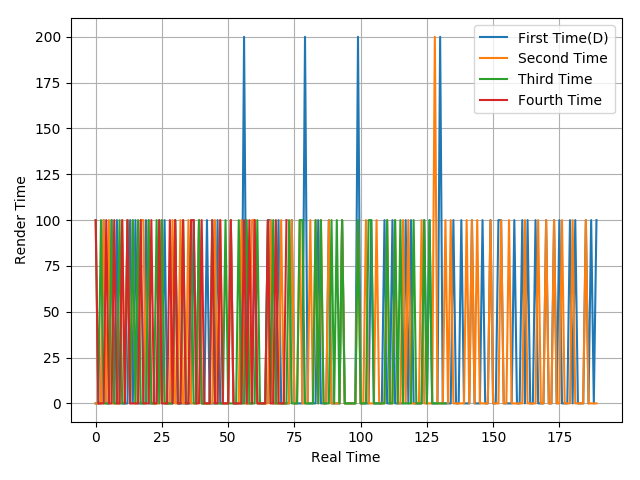 200
175
150
125
100
75
50
25
0
Render Time
First Time(D)
Second Time
Third Time
Fourth Time
0 25 50 75 100 125 150 175
Real Time